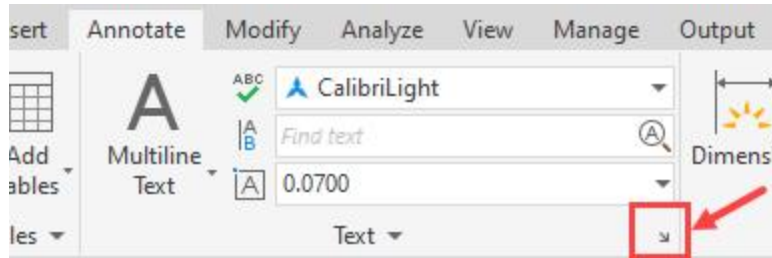 sert Annotate Modify Analyze View Manage Output
ABC CalibriLight
A
B Find text
Add Multiline Dimens
ables Text A 0.0700
les Text